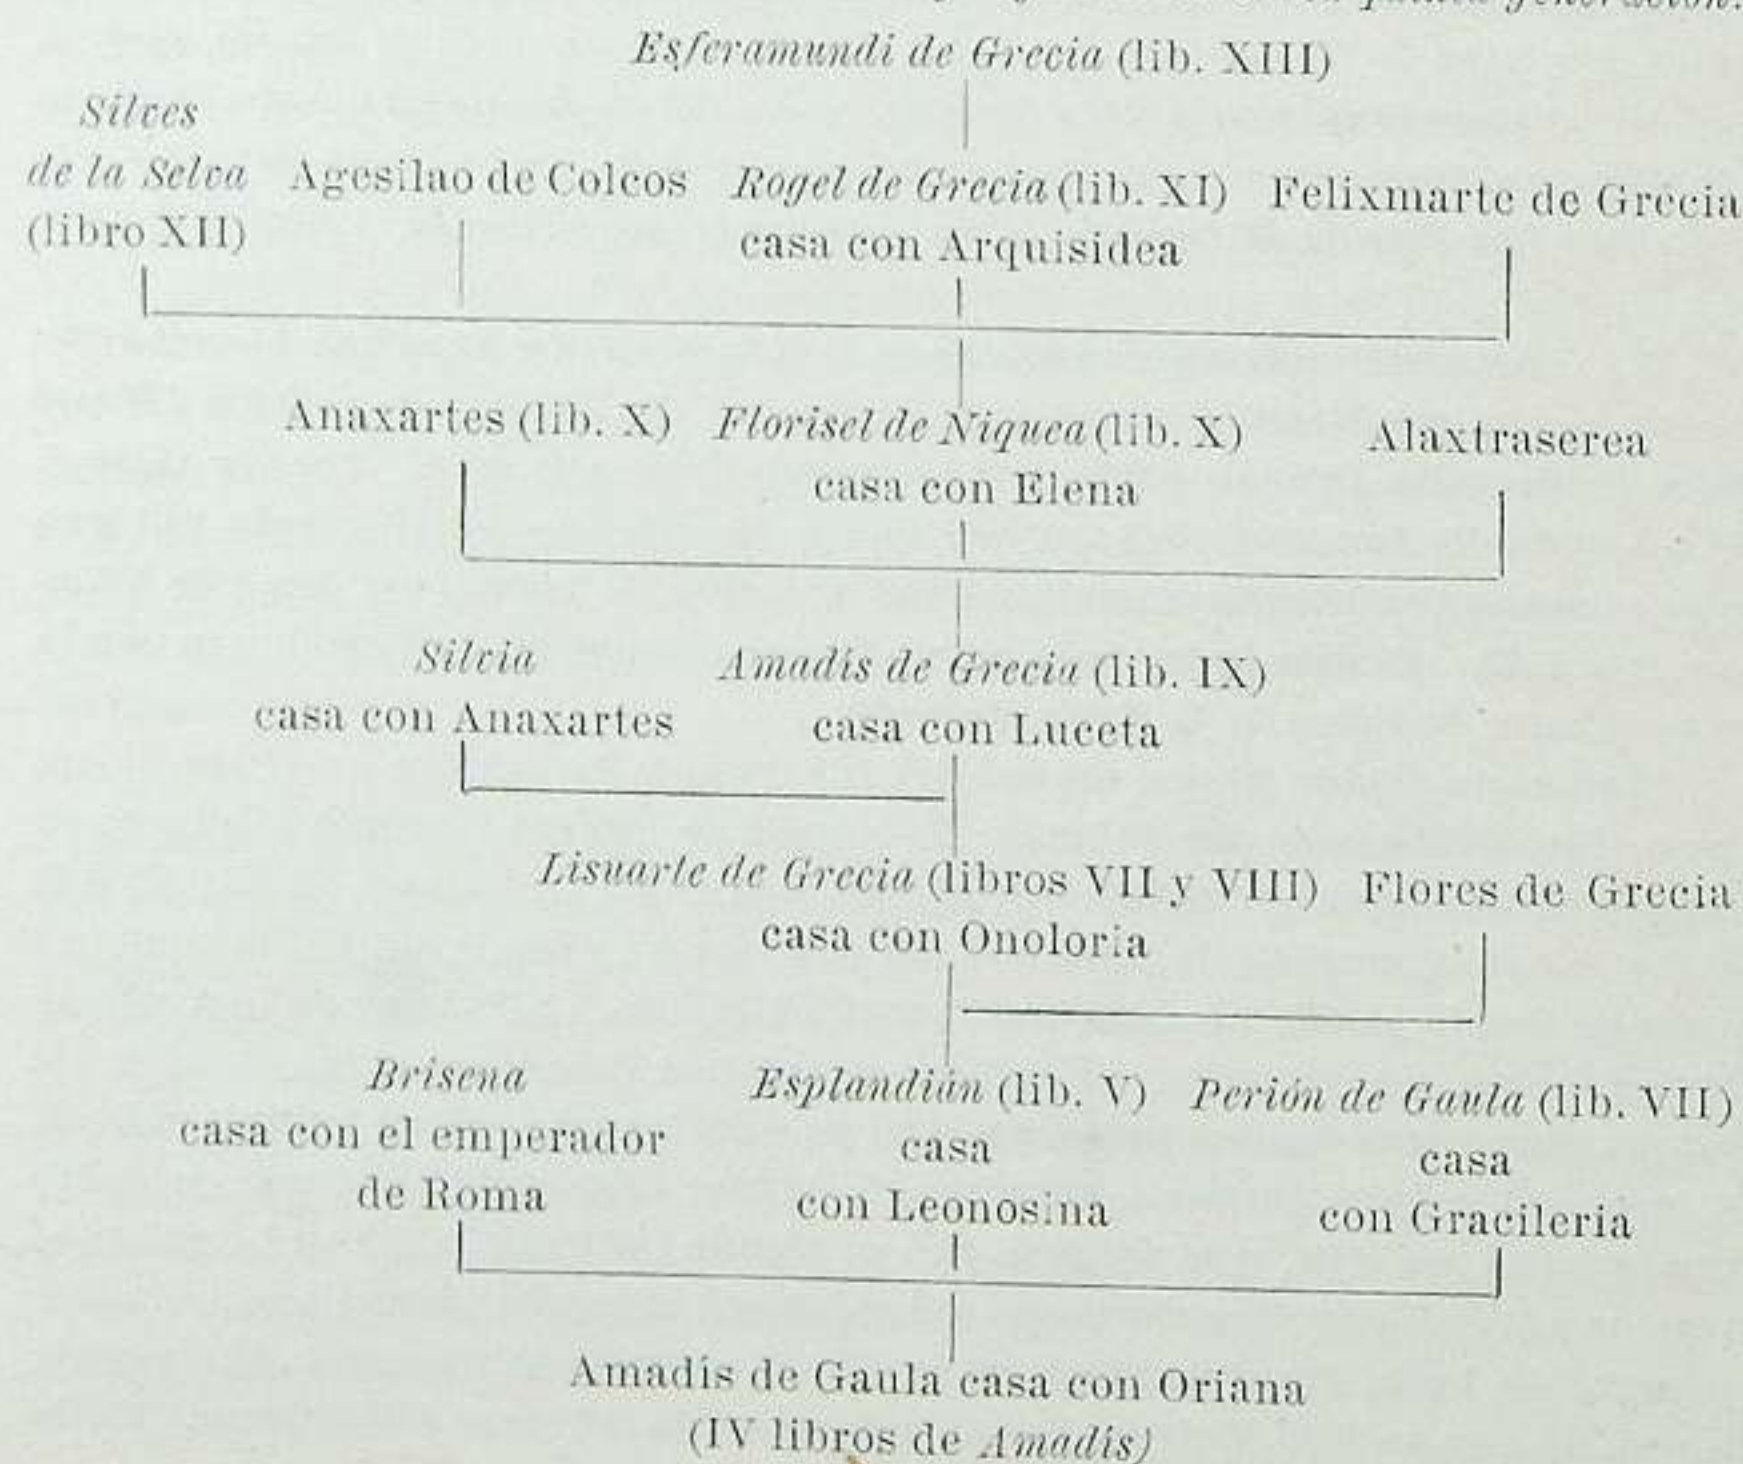 quinta generación.
Esferamundi de Grecia (lib. XIII)
Silves
de la Selva
(libro XII)
Agesilao de Colcos
Rogel de Grecia (lib. XI)
casa con Arquisidea
Felixmarte de Grecia
Anaxartes (lib. X)
Florisel de Niquea (lib. X)
casa con Elena
Alaxtraserea
Silvia
casa con Anaxartes
Amadís de Grecia (lib. IX)
casa con Luceta
Lisuarte de Grecia (libros VII y VIII)
casa con Onoloria
Flores de Grecia
Brisena
casa con el emperador
de Roma
Esplandián (lib. V)
casa
con Leonosina
Perión de Gaula (lib. VII)
casa
con Gracileria
Amadís de Gaula casa con Oriana
(IV libros de Amadís)